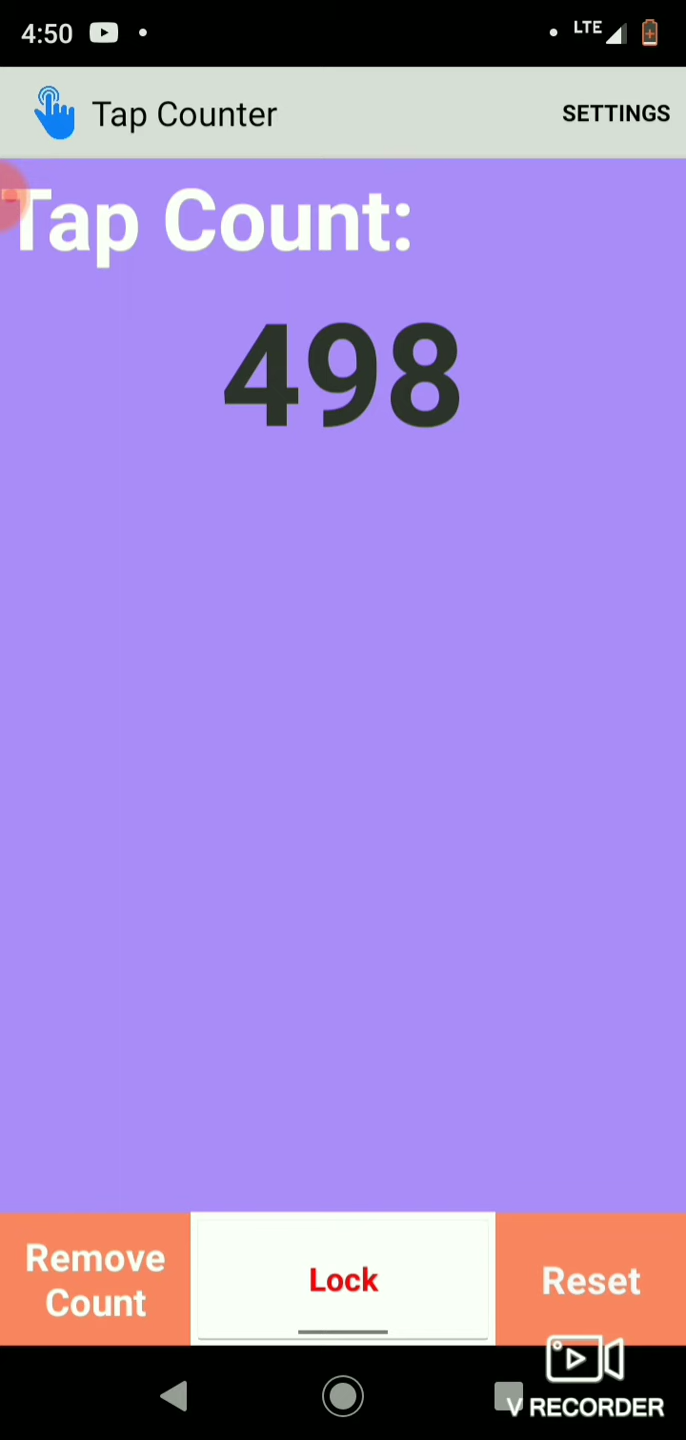 4:50
LTE
Tap Counter
SETTINGS
Tap Count:
498
Remove
Count
Lock
Reset
V RECORDER